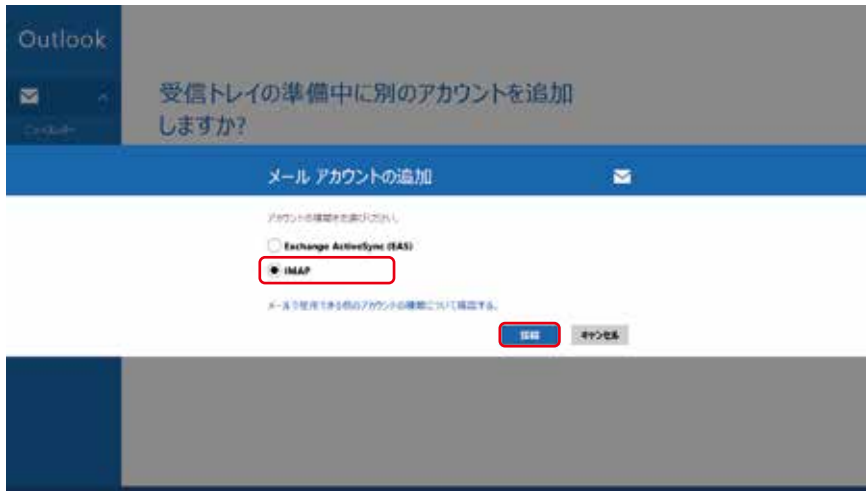 Outlook
受信トレイの準備中に別のアカウントを追加
しますか?
メール アカウントの追加
アカウントの種類をお選びください。
Exchange ActiveSync (EAS)
IMAP
メールで使用できる他のアカウントの種類について確認する。
接続
キャンセル